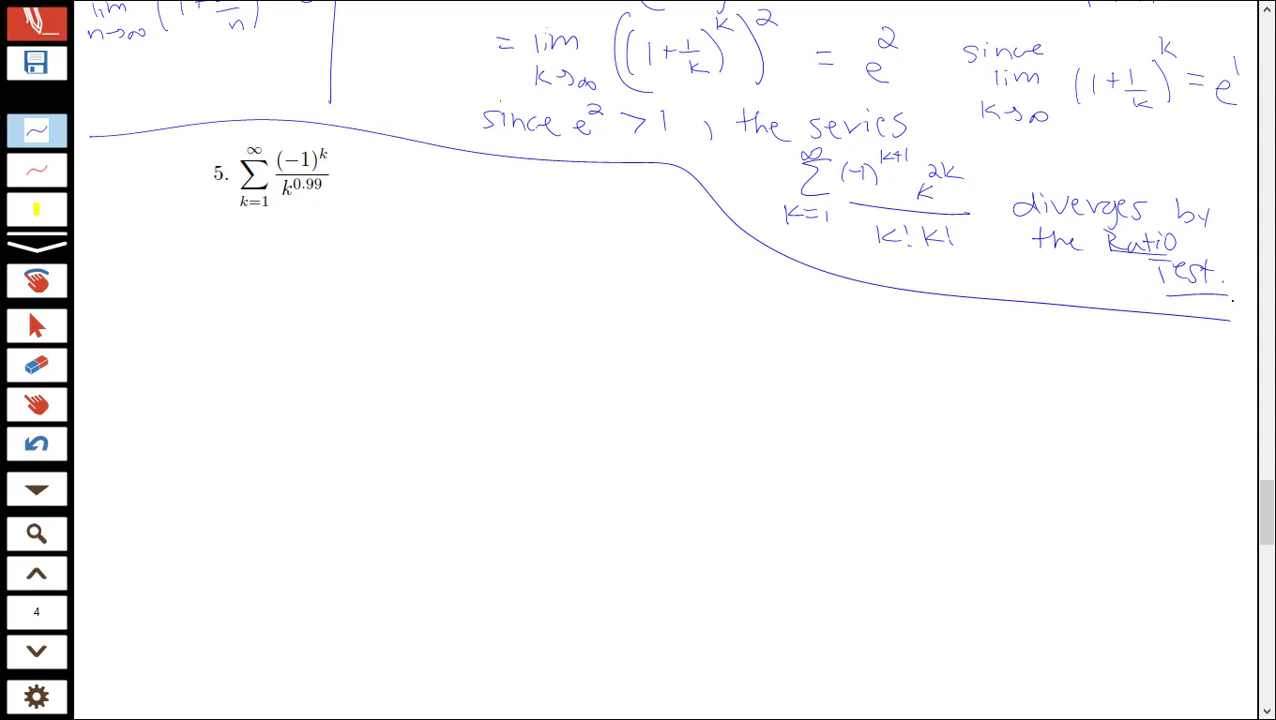 lim n→∞ (1+ /n)
= lim k→∞ ((1+1/k)^k)^2 = e^2 since lim k→∞ (1+1/k)^k = e^1
since e^2 > 1, the series
∑_{k=1}^{∞} (-1)^{k+1} k^{2k} / k! k! diverges by
the Ratio
Test.
5. ∑_{k=1}^{∞} (−1)^k / k^{0.99}
4